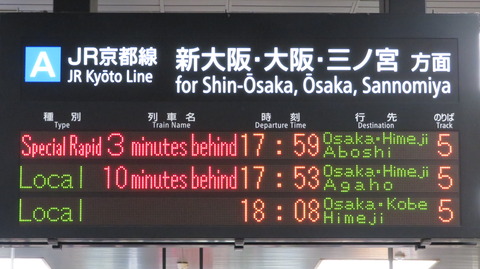 A JR京都線 新大阪・大阪・三ノ宮 方面
JR Kyōto Line for Shin-Ōsaka, Ōsaka, Sannomiya
種別 列車名 時刻 行先 のりば
Type Train Name Departure Time Destination Track
Special Rapid 3 minutes behind 17:59 Osaka・Himeji Aboshi 5
Local 10 minutes behind 17:53 Osaka・Himeji Agaho 5
Local 18:08 Osaka・Kobe Himeji 5